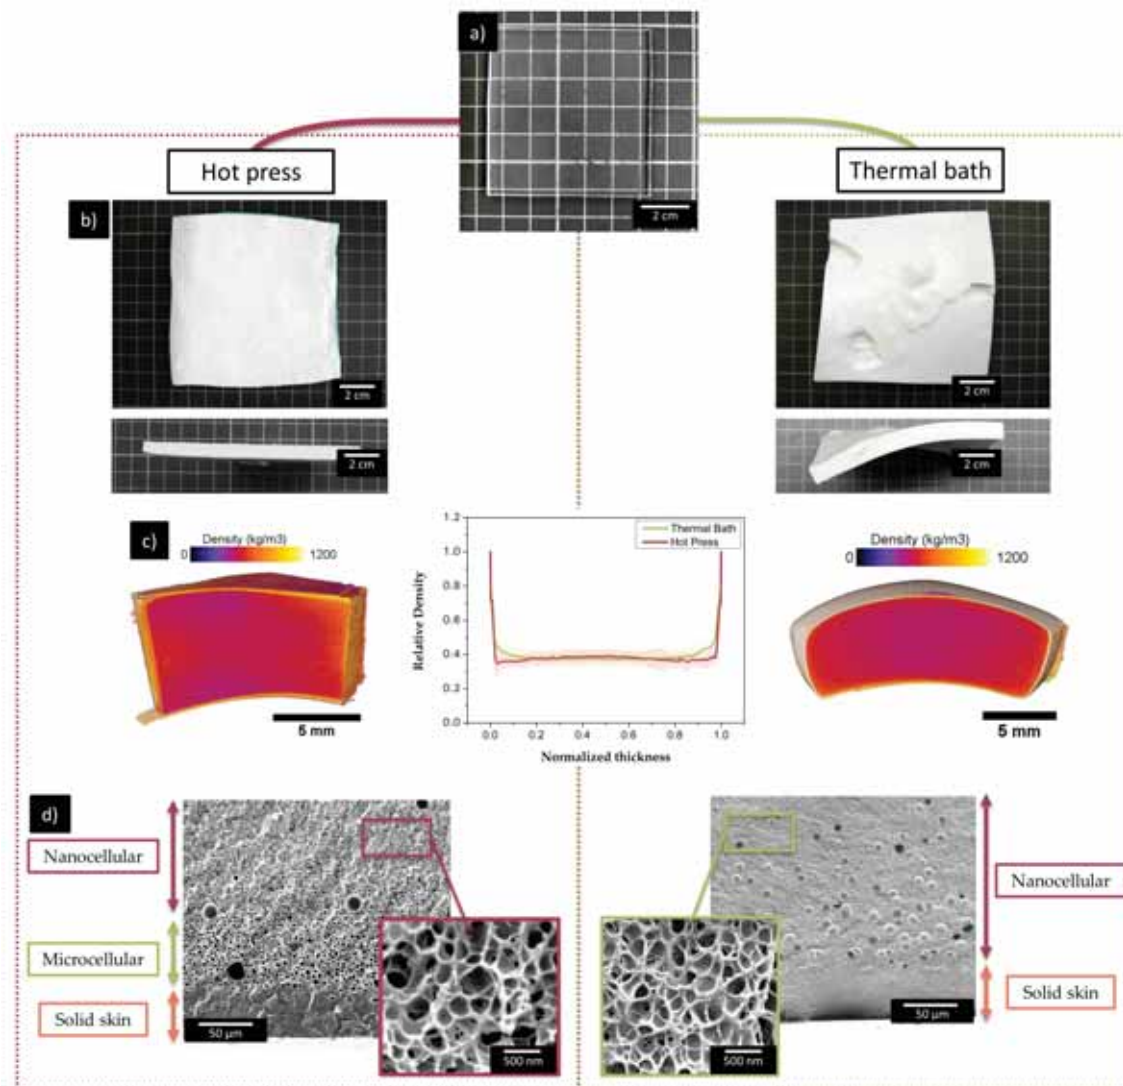 a)
2 cm
Hot press
Thermal bath
b)
2 cm
2 cm
2 cm
2 cm
c)
Density (kg/m3)
0
1200
5 mm
1.2
1.0
0.8
0.6
0.4
0.2
0.0
Relative Density
Thermal Bath
Hot Press
0.0
0.2
0.4
0.6
0.8
1.0
Normalized thickness
Density (kg/m3)
0
1200
5 mm
d)
Nanocellular
Microcellular
Solid skin
50 µm
500 nm
500 nm
50 µm
Nanocellular
Solid skin